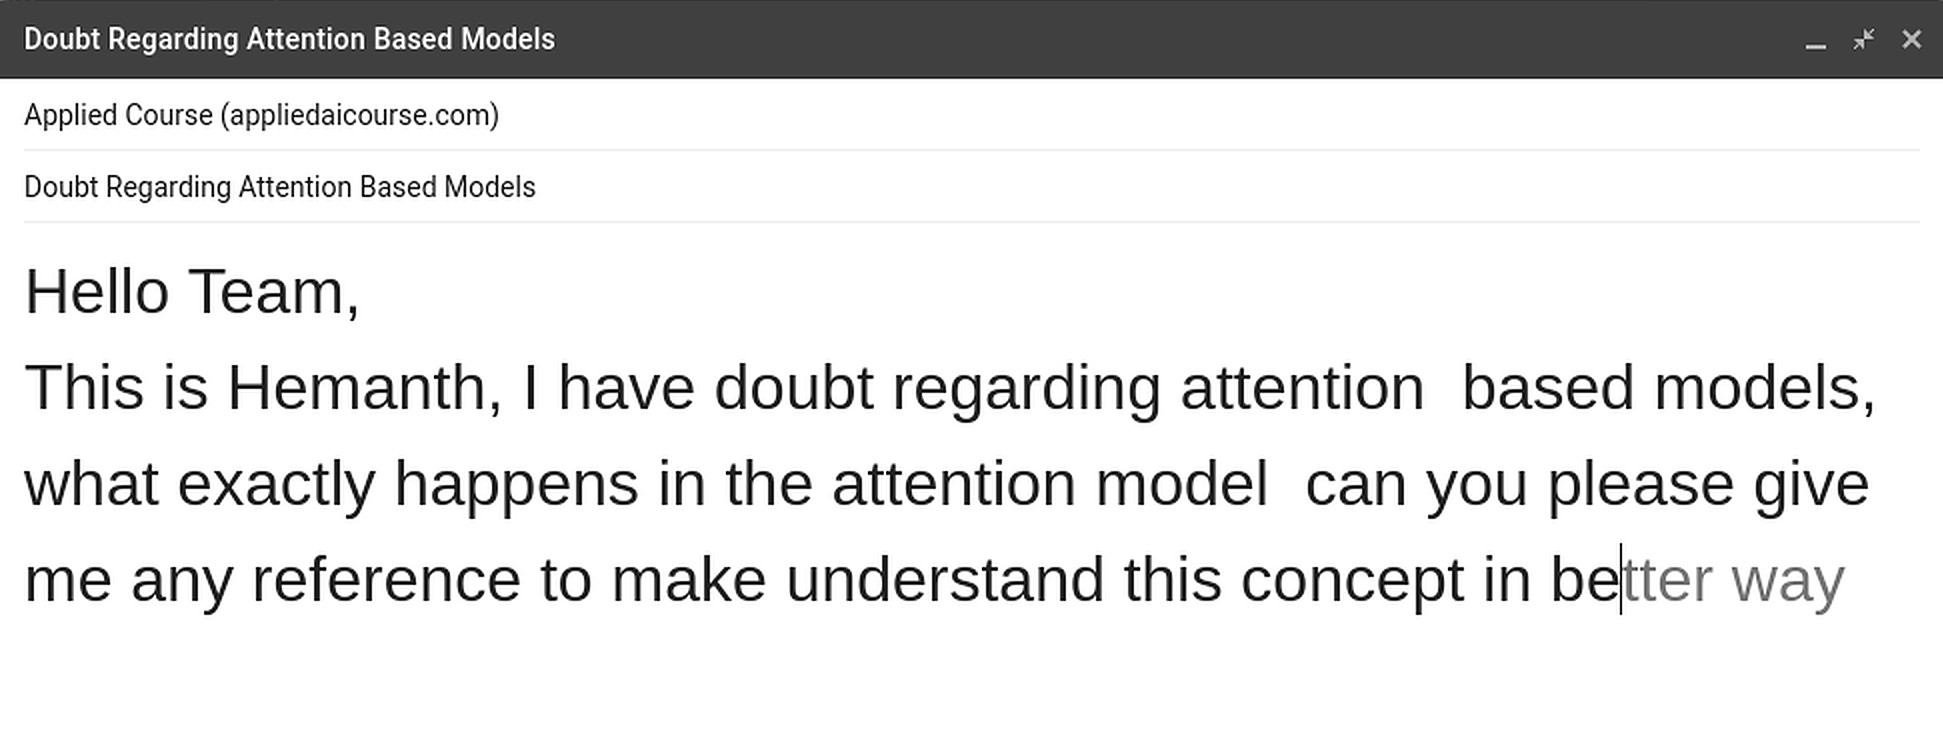 Doubt Regarding Attention Based Models
Applied Course (appliedaicourse.com)
Doubt Regarding Attention Based Models
Hello Team,
This is Hemanth, I have doubt regarding attention  based models,
what exactly happens in the attention model  can you please give
me any reference to make understand this concept in better way